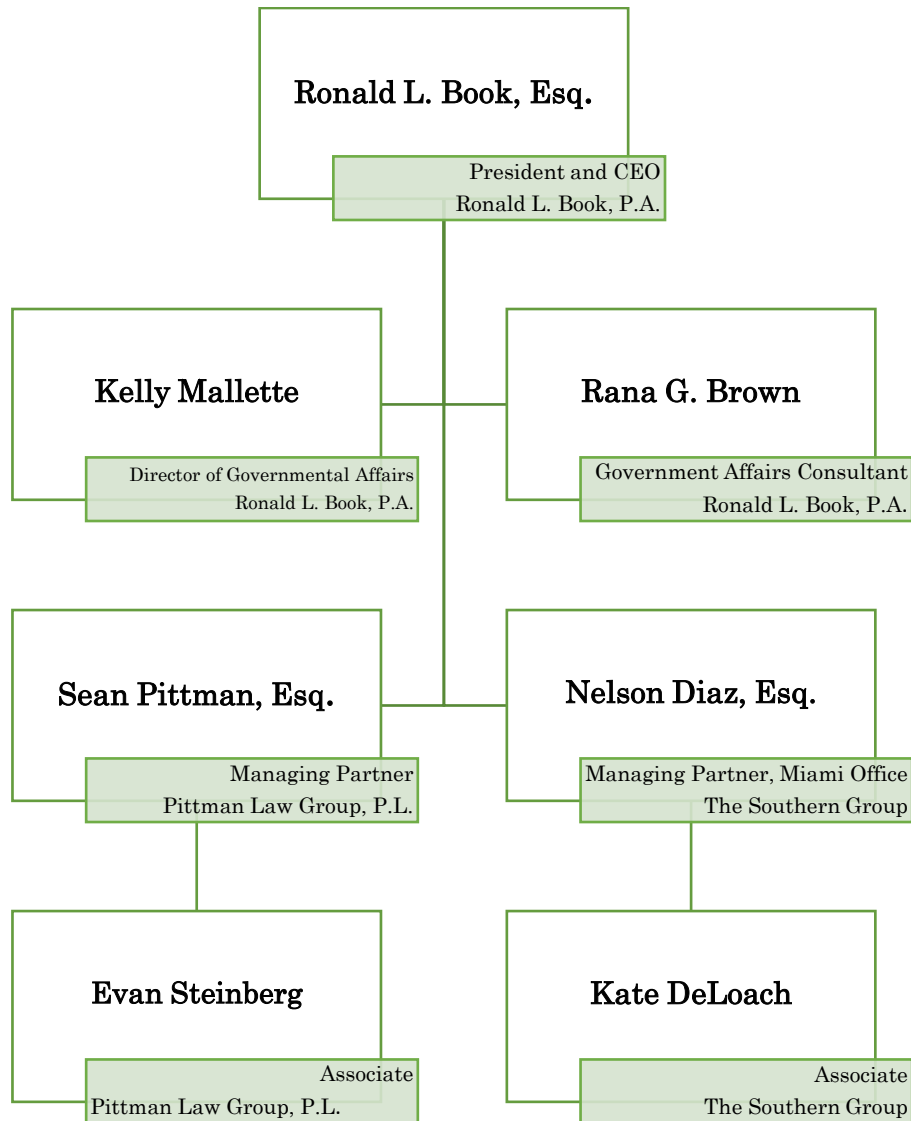 Ronald L. Book, Esq.
President and CEO
Ronald L. Book, P.A.
Kelly Mallette
Director of Governmental Affairs
Ronald L. Book, P.A.
Rana G. Brown
Government Affairs Consultant
Ronald L. Book, P.A.
Sean Pittman, Esq.
Managing Partner
Pittman Law Group, P.L.
Nelson Diaz, Esq.
Managing Partner, Miami Office
The Southern Group
Evan Steinberg
Associate
Pittman Law Group, P.L.
Kate DeLoach
Associate
The Southern Group